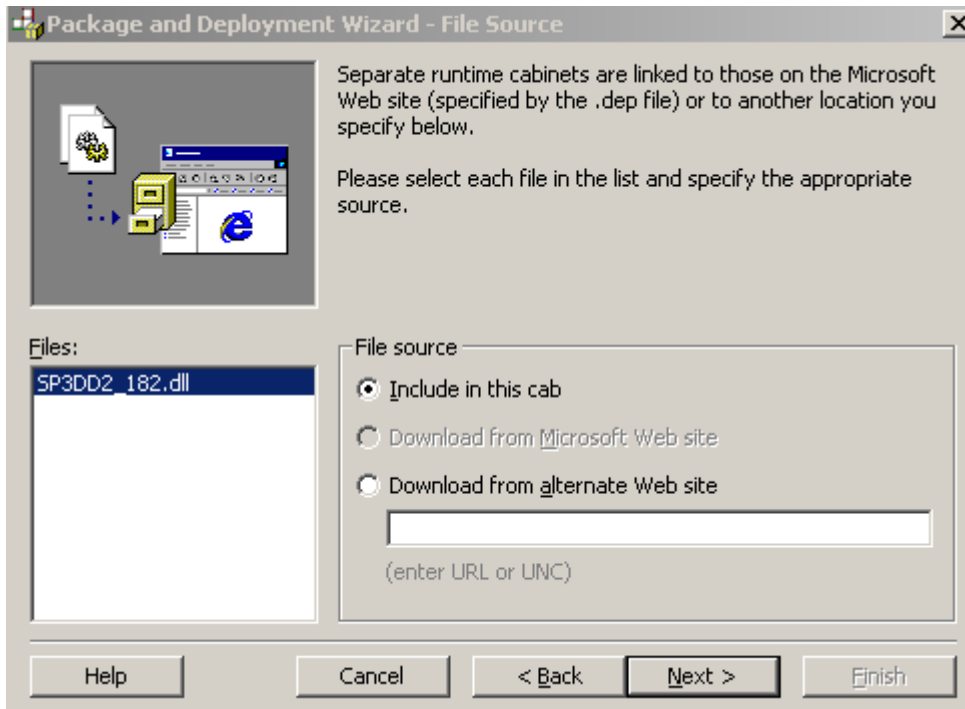 Package and Deployment Wizard - File Source
Separate runtime cabinets are linked to those on the Microsoft
Web site (specified by the .dep file) or to another location you
specify below.
Please select each file in the list and specify the appropriate
source.
Files:
SP3DD2_182.dll
File source
Include in this cab
Download from Microsoft Web site
Download from alternate Web site
(enter URL or UNC)
Help
Cancel
< Back
Next >
Finish